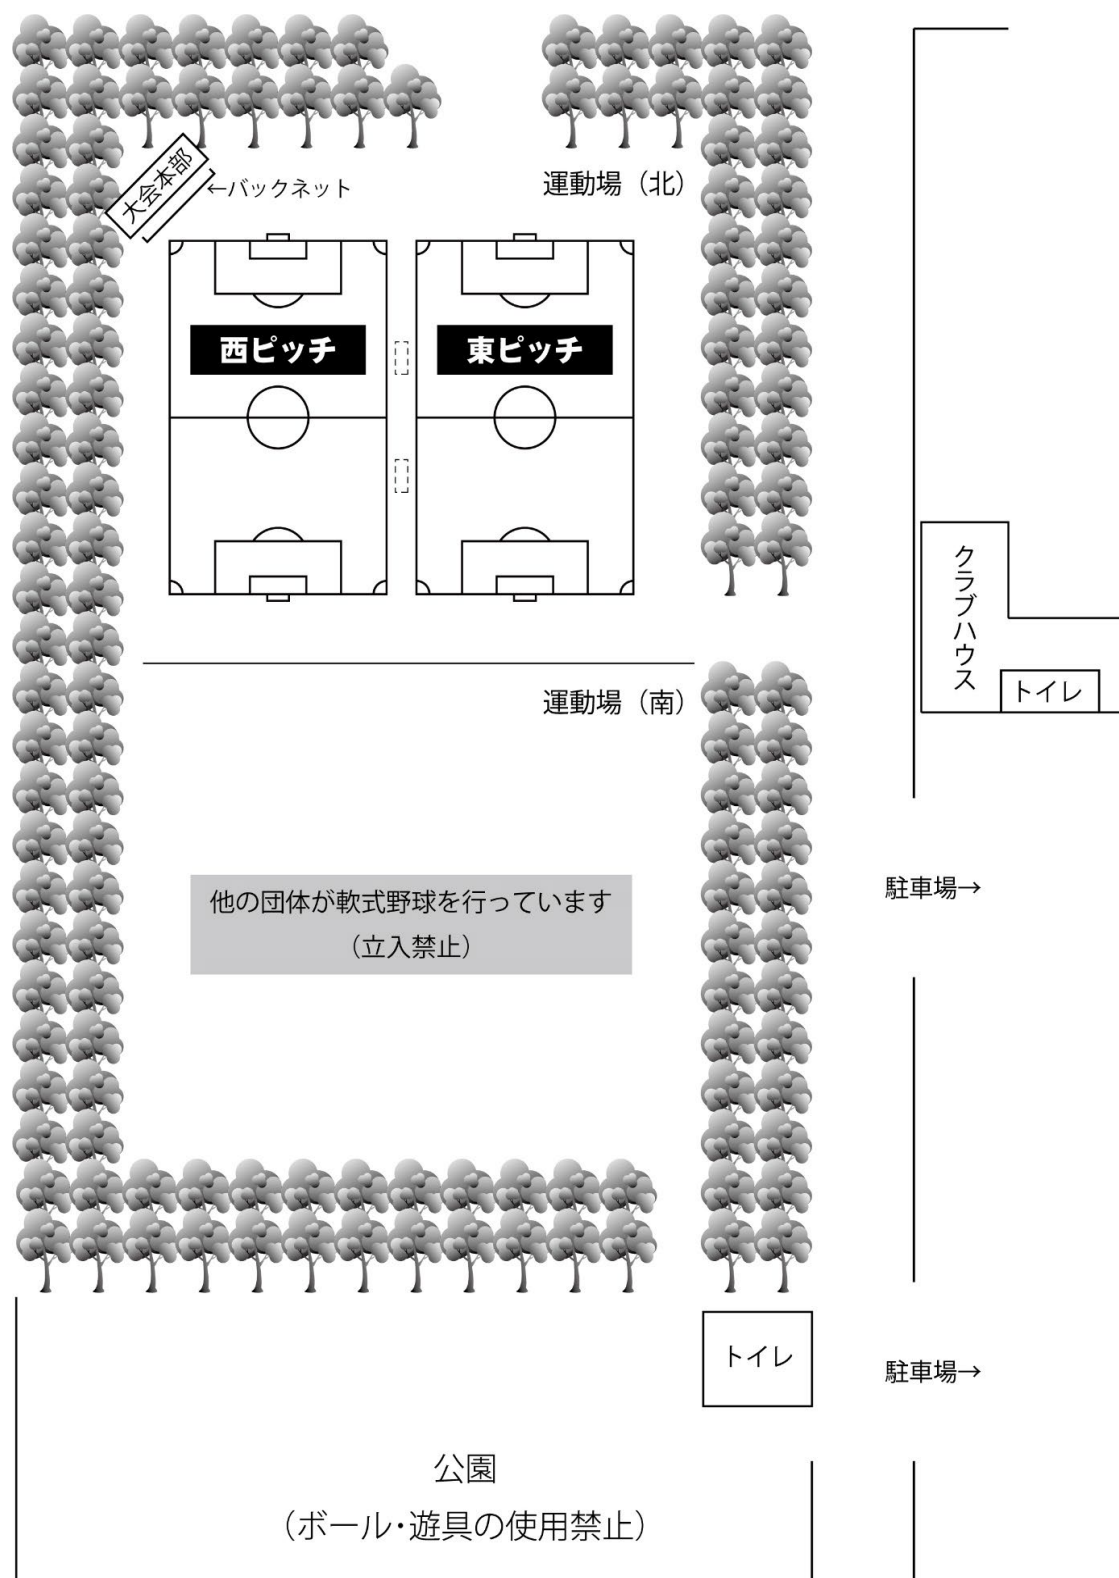 大会本部
←バックネット
運動場（北）
西ピッチ
東ピッチ
クラブハウス
トイレ
運動場（南）
他の団体が軟式野球を行っています
（立入禁止）
駐車場→
トイレ
駐車場→
公園
（ボール・遊具の使用禁止）